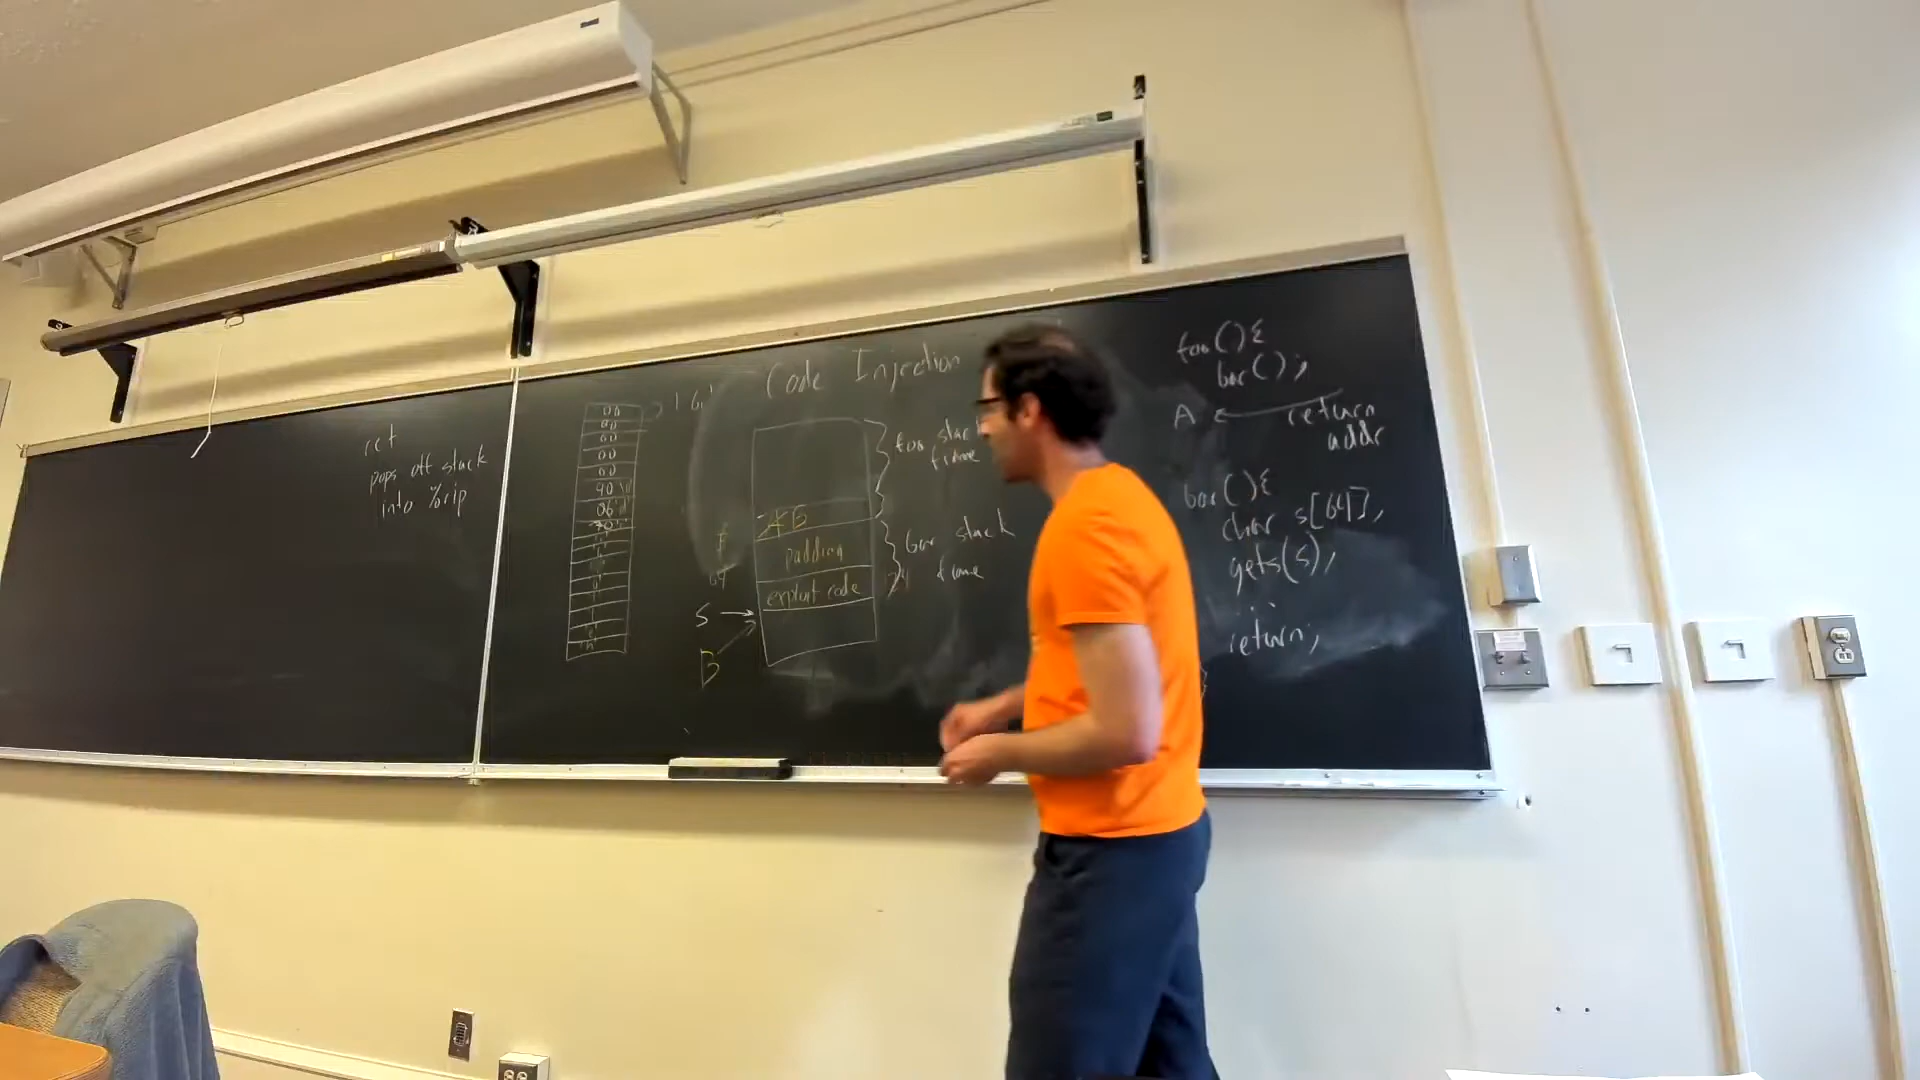 ret
pops off stack
into %rip
00
00
00
00
00
40
06
Code Injection
foo stack
frame
B
padding
exploit code
bar stack
frame
64
s
B
foo(){
bar();
A ← return
addr
bar(){
char s[64];
gets(s);
...
return;
}